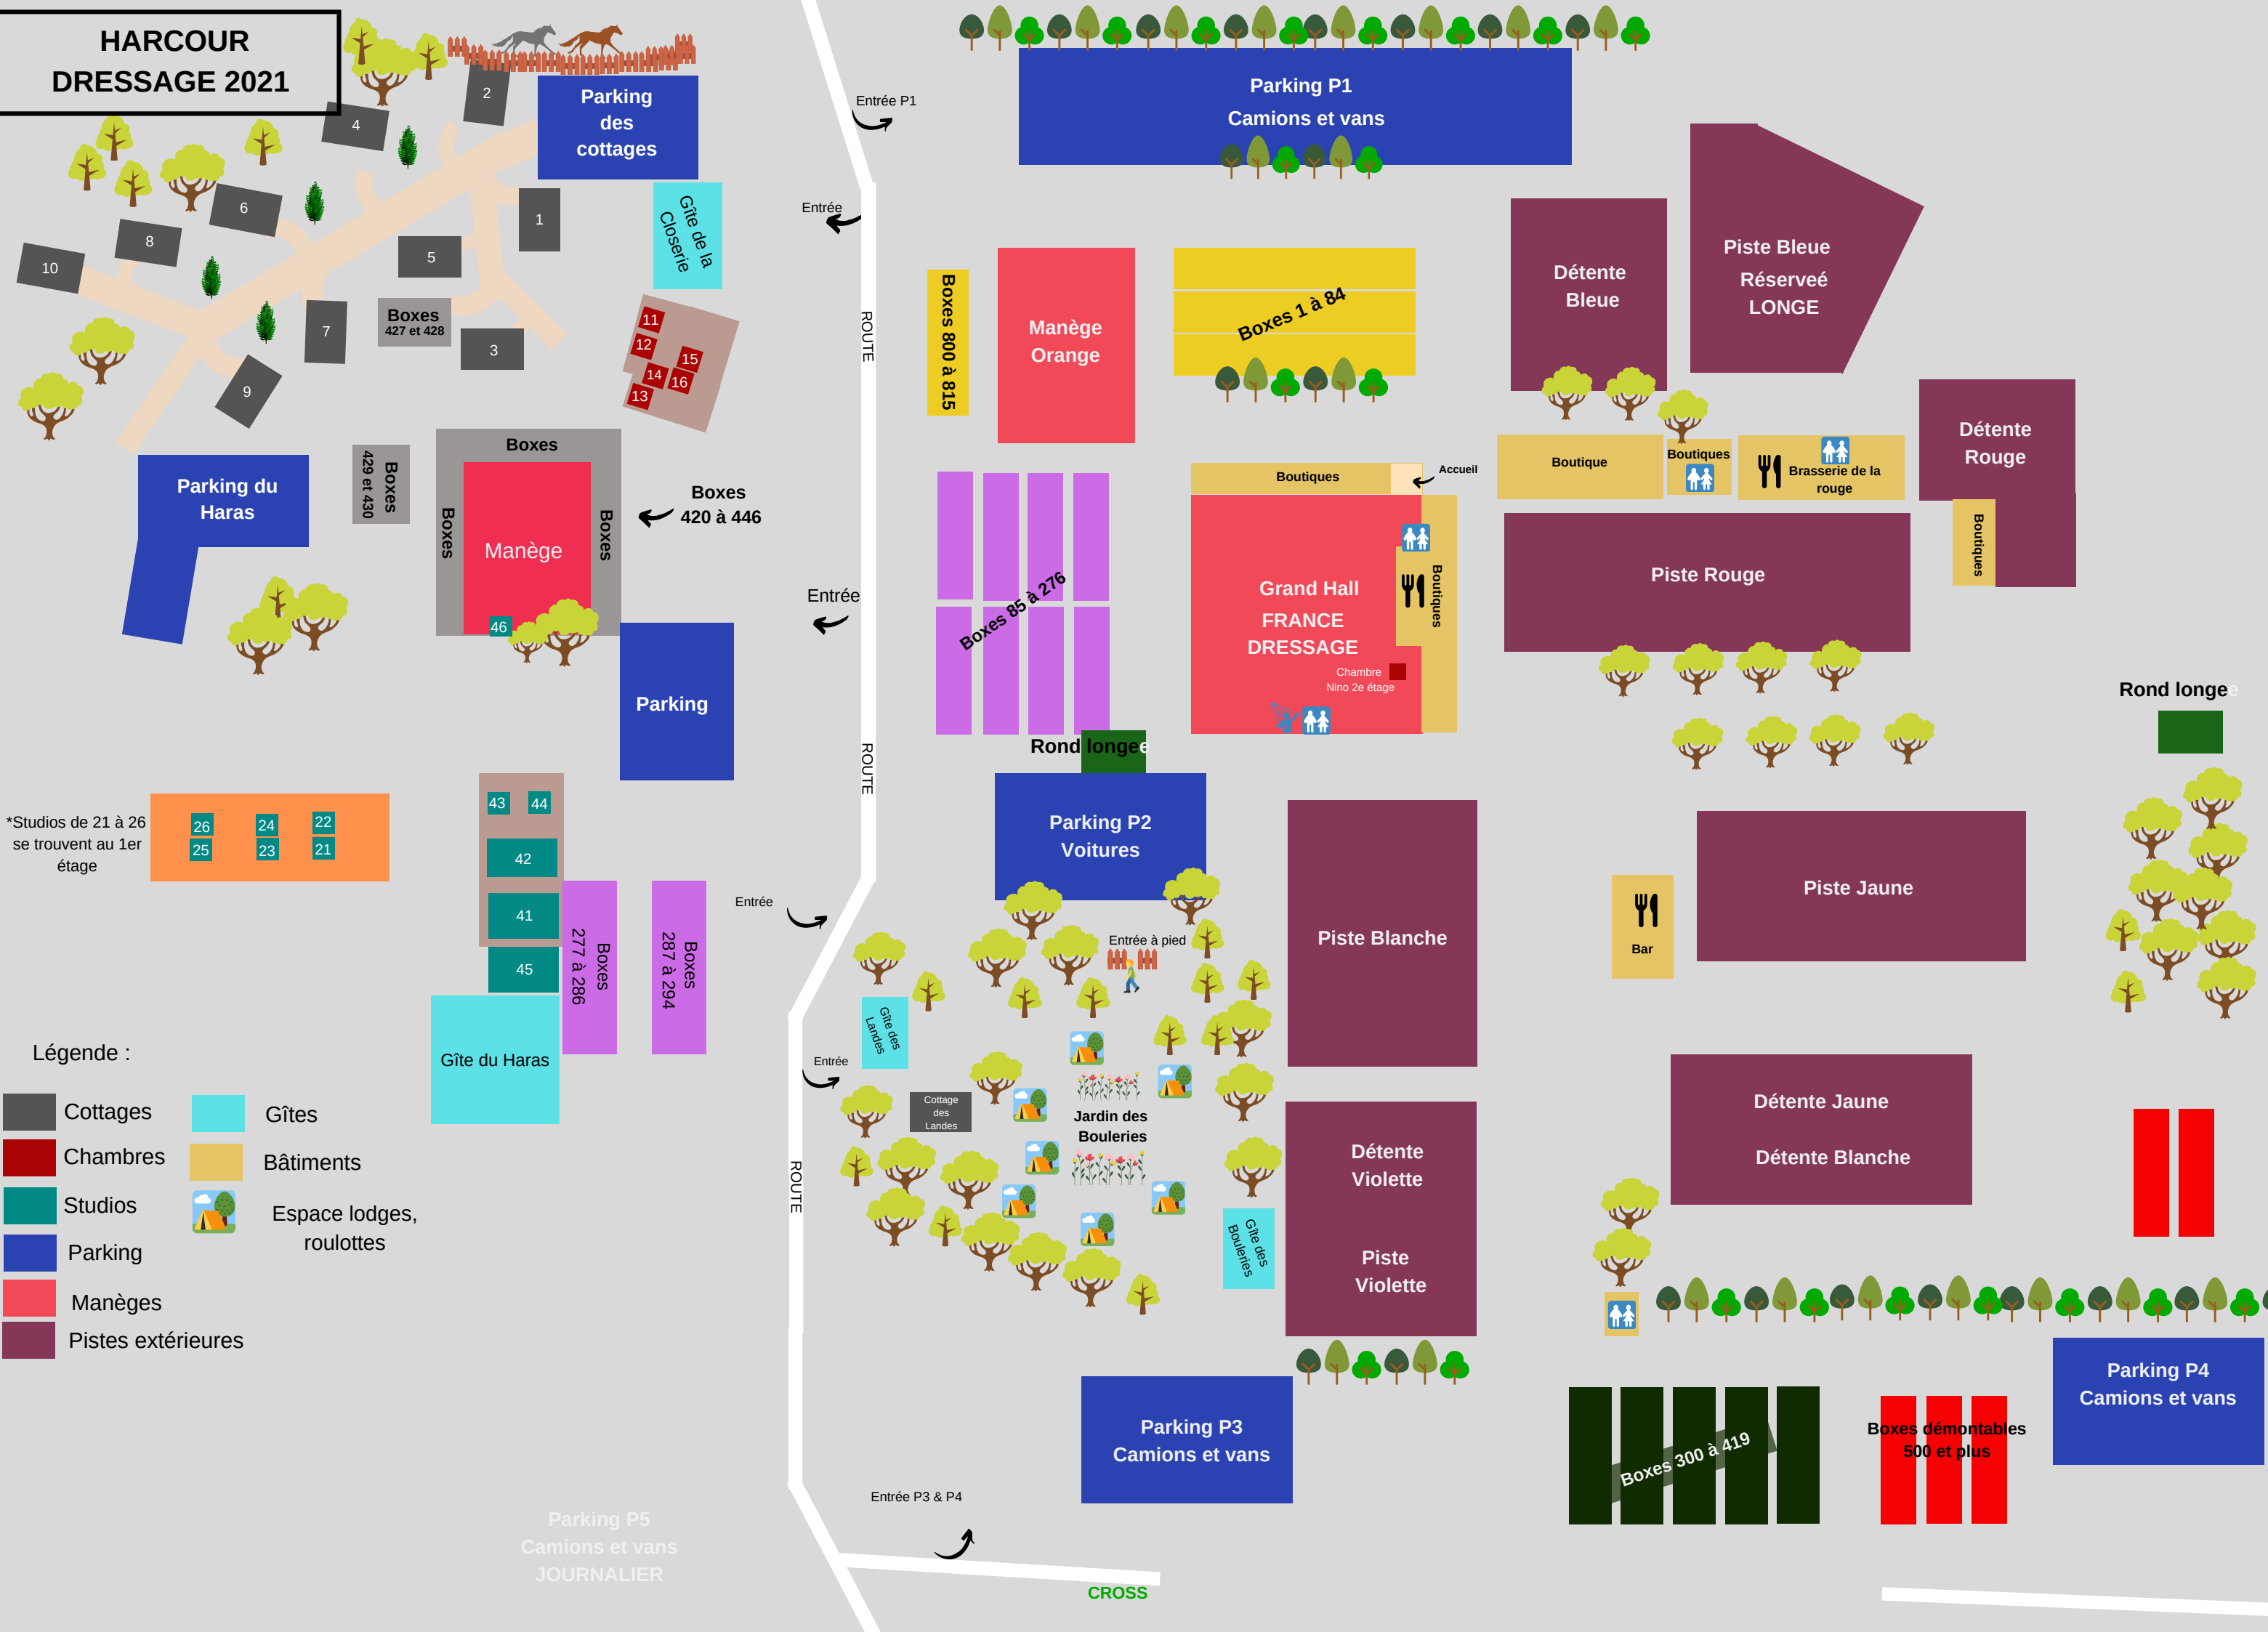 HARCOUR
DRESSAGE 2021
2
4
6
8
10
1
5
7
3
9
Parking
des
cottages
Gîte de la
Closerie
Boxes
427 et 428
11
12
15
14
16
13
Boxes
429 et 430
Boxes
Boxes
Boxes
Manège
46
Boxes
420 à 446
Parking du
Haras
Parking
*Studios de 21 à 26
se trouvent au 1er
étage
26
24
22
25
23
21
43
44
42
41
45
Boxes
277 à 286
Boxes
287 à 294
Gîte du Haras
Légende :
Cottages
Chambres
Studios
Parking
Manèges
Pistes extérieures
Gîtes
Bâtiments
Espace lodges,
roulottes
Parking P5
Camions et vans
JOURNALIER
Entrée P1
Entrée
ROUTE
Entrée
ROUTE
Entrée
Entrée
ROUTE
Entrée P3 & P4
CROSS
Parking P1
Camions et vans
Boxes 800 à 815
Manège
Orange
Boxes 1 à 84
Détente
Bleue
Piste Bleue
Réserveé
LONGE
Détente
Rouge
Boutiques
Accueil
Boutique
Boutiques
Brasserie de la
rouge
Boutiques
Piste Rouge
Boxes 85 à 276
Grand Hall
FRANCE
DRESSAGE
Boutiques
Chambre
Nino 2e étage
Rond longee
Rond longee
Parking P2
Voitures
Entrée à pied
Piste Blanche
Bar
Piste Jaune
Gîte des
Landes
Cottage
des
Landes
Jardin des
Bouleries
Gîte des
Bouleries
Détente
Violette
Piste
Violette
Détente Jaune
Détente Blanche
Parking P3
Camions et vans
Boxes 300 à 419
Boxes démontables
500 et plus
Parking P4
Camions et vans